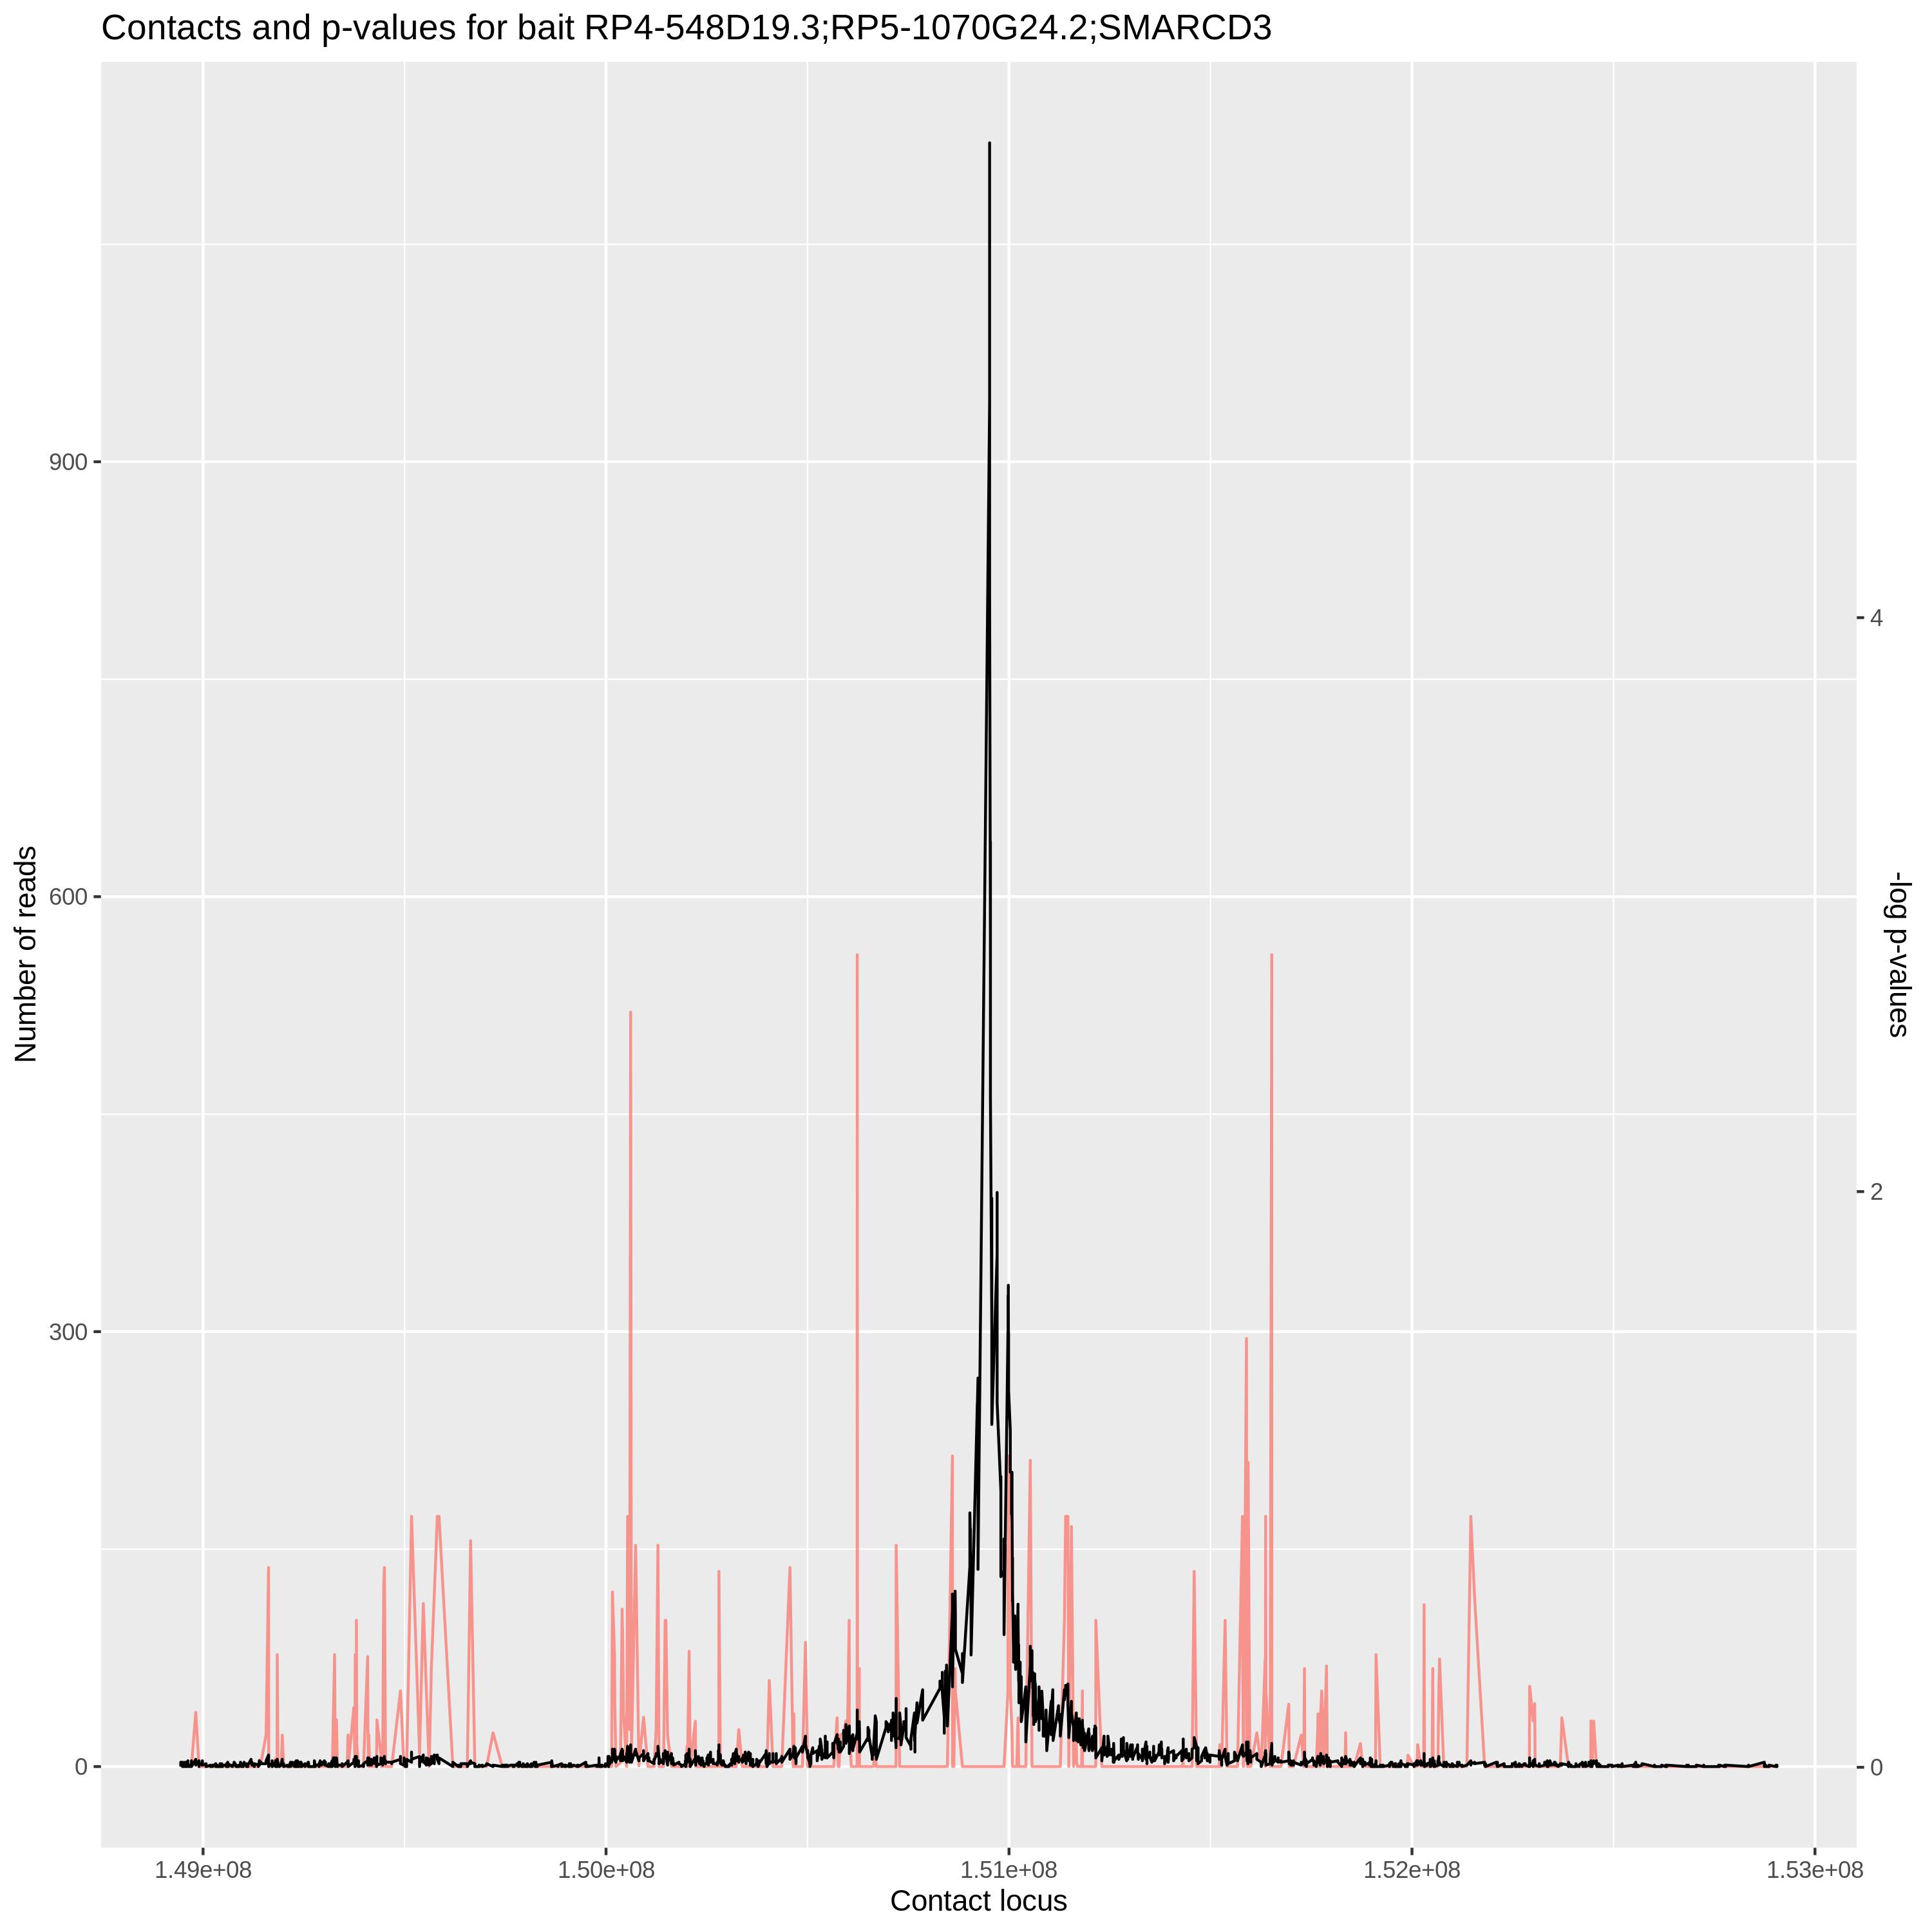 Contacts and p-values for bait RP4-548D19.3;RP5-1070G24.2;SMARCD3
Number of reads
900
600
300
0
4
2
0
-log p-values
1.49e+08
1.50e+08
1.51e+08
1.52e+08
1.53e+08
Contact locus